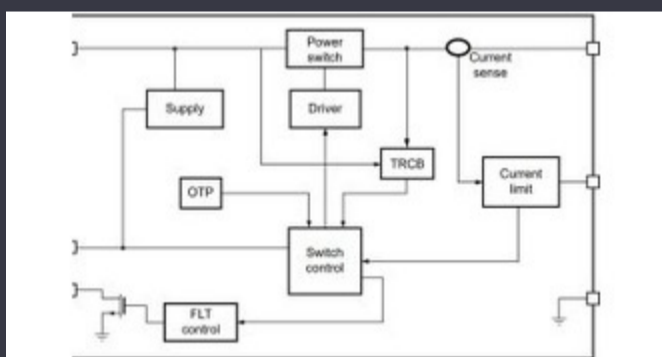 Power
switch
Current
sense
Supply
Driver
TRCB
OTP
Current
limit
Switch
control
FLT
control